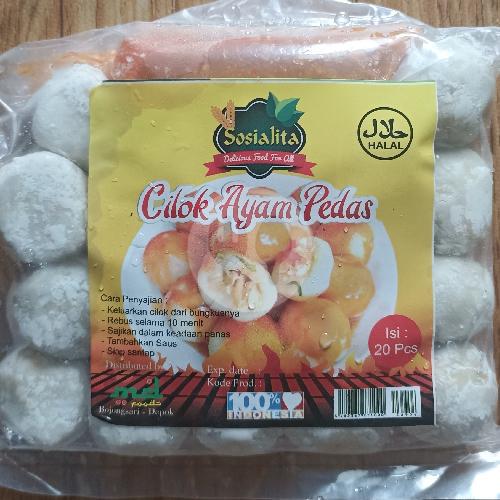 Sosialita
Delicious Food For All
حلال
HALAL
Cilok Ayam Pedas
Cara Penyajian :
- Keluarkan cilok dari bungkusnya
- Rebus selama 10 menit
- Sajikan dalam keadaan panas
- Tambahkan Saus
- Siap santap
Isi :
20 Pcs
Distributed by
Exp. date :
Kode Prod. :
foods
Bojongsari - Depok
100%
INDONESIA